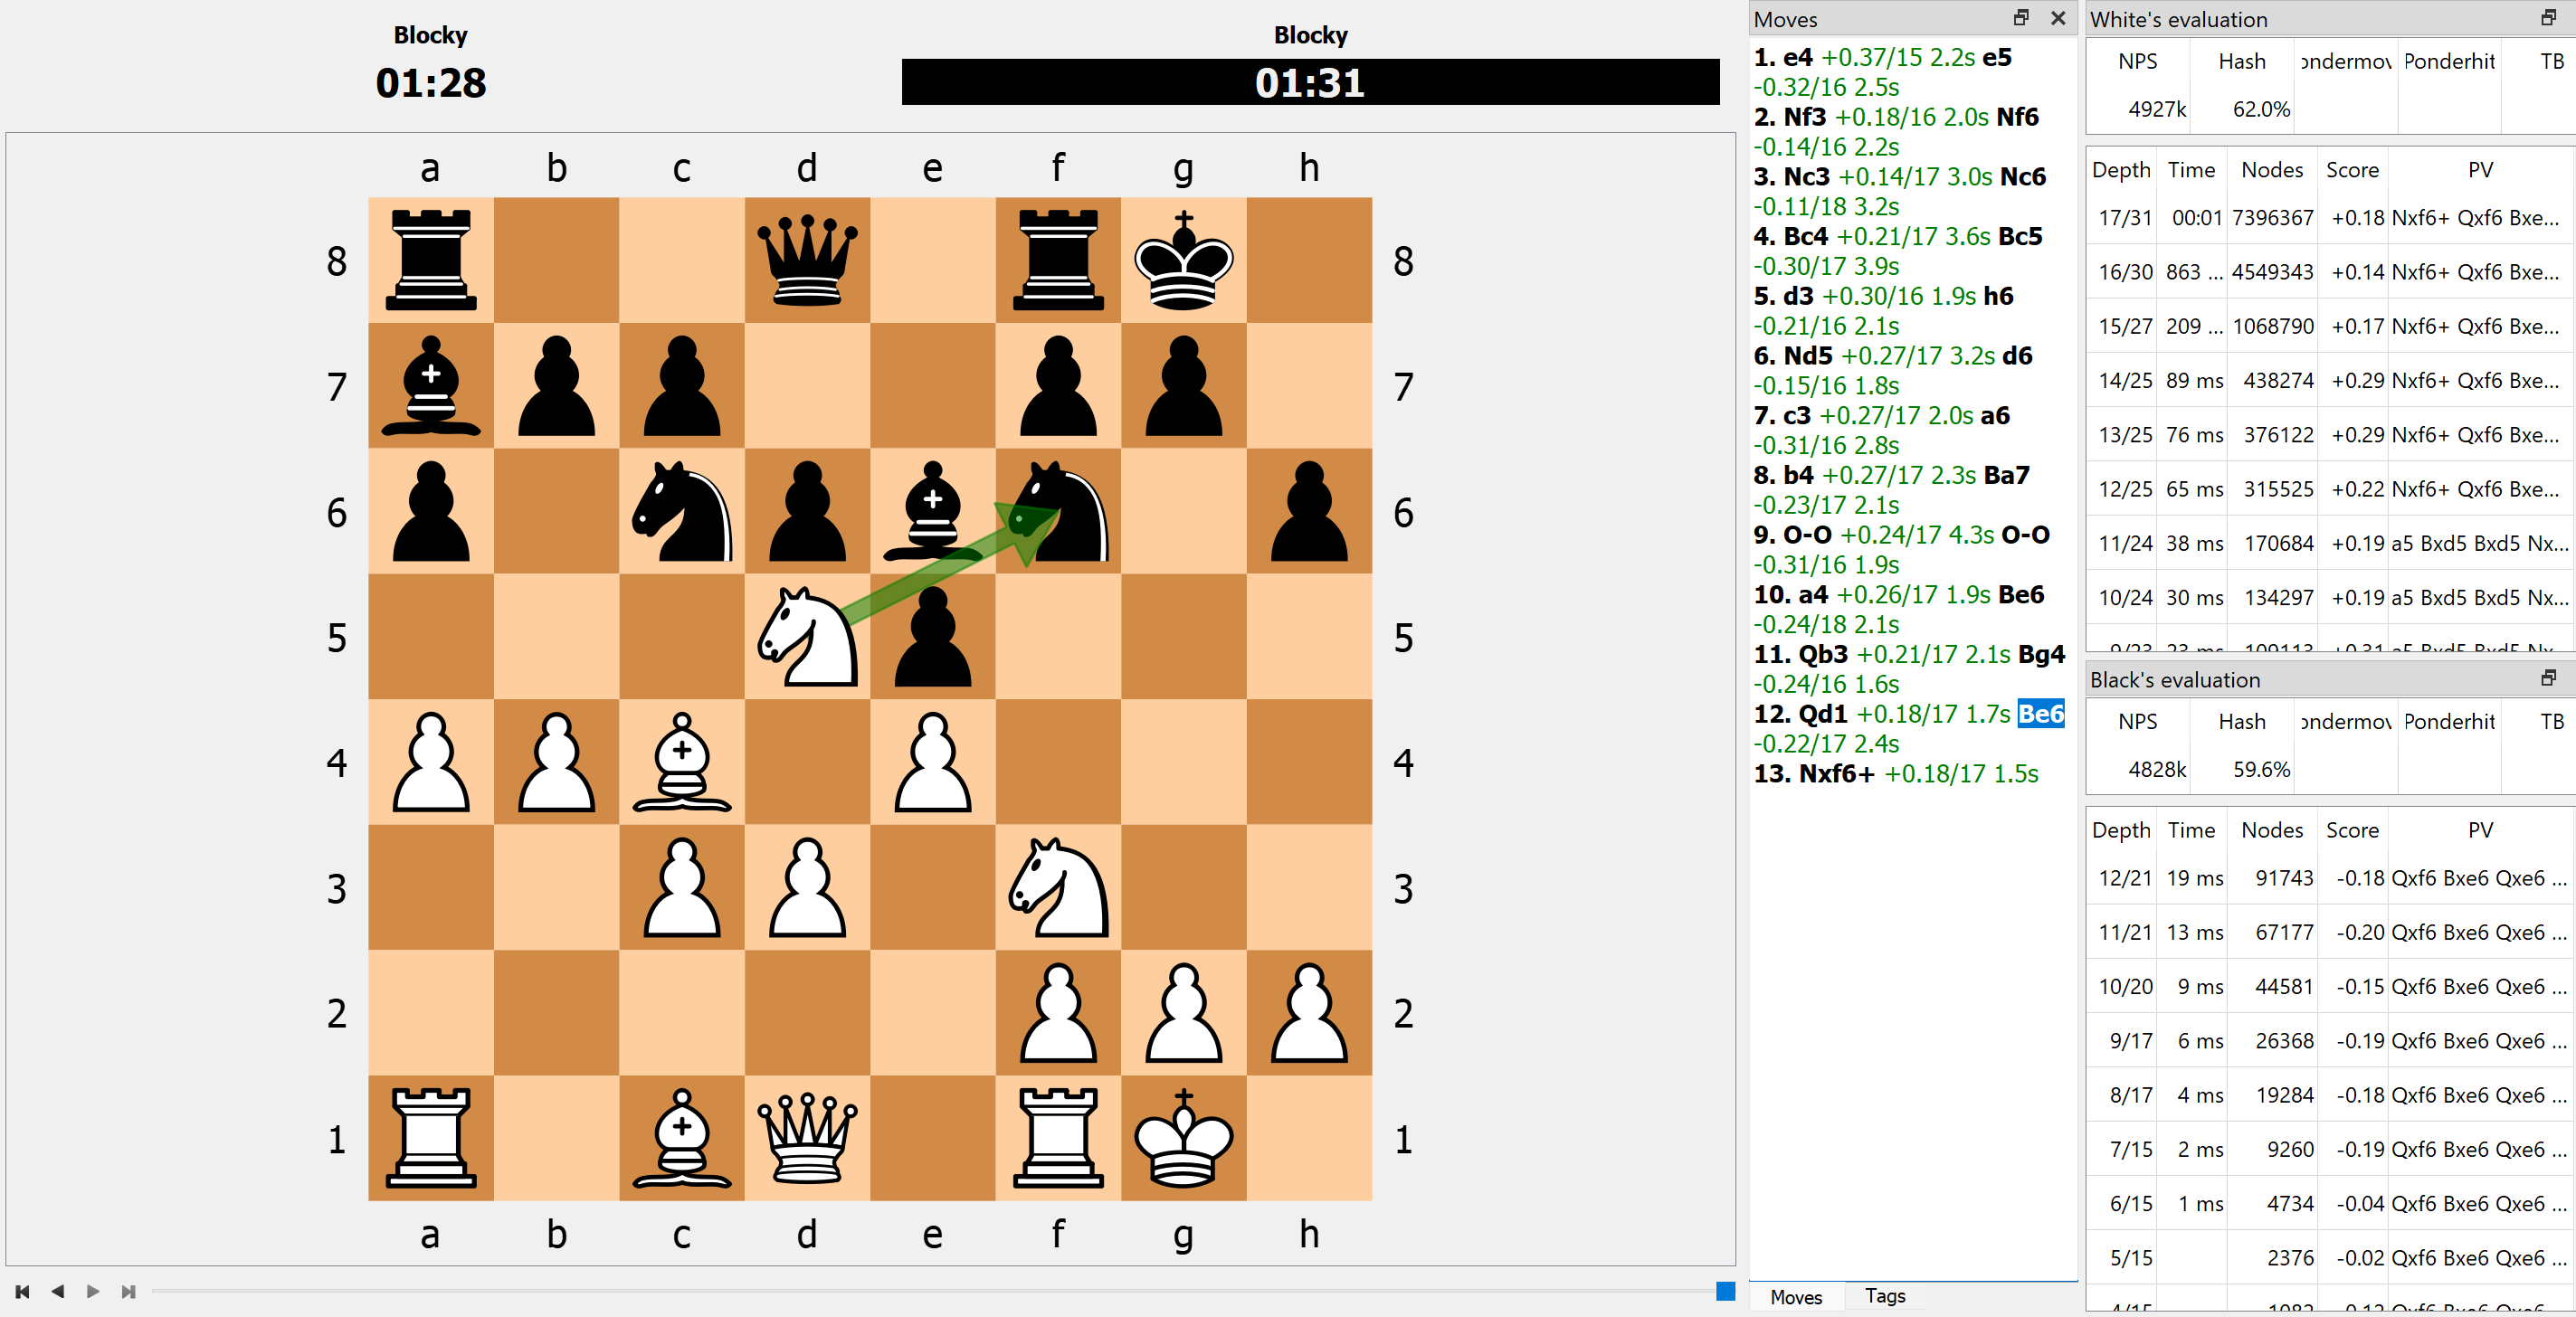 Blocky
01:28
Blocky
01:31
a b c d e f g h
8 8
7 7
6 6
5 5
4 4
3 3
2 2
1 1
a b c d e f g h
Moves
1. e4 +0.37/15 2.2s e5
-0.32/16 2.5s
2. Nf3 +0.18/16 2.0s Nf6
-0.14/16 2.2s
3. Nc3 +0.14/17 3.0s Nc6
-0.11/18 3.2s
4. Bc4 +0.21/17 3.6s Bc5
-0.30/17 3.9s
5. d3 +0.30/16 1.9s h6
-0.21/16 2.1s
6. Nd5 +0.27/17 3.2s d6
-0.15/16 1.8s
7. c3 +0.27/17 2.0s a6
-0.31/16 2.8s
8. b4 +0.27/17 2.3s Ba7
-0.23/17 2.1s
9. O-O +0.24/17 4.3s O-O
-0.31/16 1.9s
10. a4 +0.26/17 1.9s Be6
-0.24/18 2.1s
11. Qb3 +0.21/17 2.1s Bg4
-0.24/16 1.6s
12. Qd1 +0.18/17 1.7s Be6
-0.22/17 2.4s
13. Nxf6+ +0.18/17 1.5s
Moves Tags
White's evaluation
NPS Hash ondermov Ponderhit TB
4927k 62.0%
Depth Time Nodes Score PV
17/31 00:01 7396367 +0.18 Nxf6+ Qxf6 Bxe...
16/30 863 ... 4549343 +0.14 Nxf6+ Qxf6 Bxe...
15/27 209 ... 1068790 +0.17 Nxf6+ Qxf6 Bxe...
14/25 89 ms 438274 +0.29 Nxf6+ Qxf6 Bxe...
13/25 76 ms 376122 +0.29 Nxf6+ Qxf6 Bxe...
12/25 65 ms 315525 +0.22 Nxf6+ Qxf6 Bxe...
11/24 38 ms 170684 +0.19 a5 Bxd5 Bxd5 Nx...
10/24 30 ms 134297 +0.19 a5 Bxd5 Bxd5 Nx...
Black's evaluation
NPS Hash ondermov Ponderhit TB
4828k 59.6%
Depth Time Nodes Score PV
12/21 19 ms 91743 -0.18 Qxf6 Bxe6 Qxe6 ...
11/21 13 ms 67177 -0.20 Qxf6 Bxe6 Qxe6 ...
10/20 9 ms 44581 -0.15 Qxf6 Bxe6 Qxe6 ...
9/17 6 ms 26368 -0.19 Qxf6 Bxe6 Qxe6 ...
8/17 4 ms 19284 -0.18 Qxf6 Bxe6 Qxe6 ...
7/15 2 ms 9260 -0.19 Qxf6 Bxe6 Qxe6 ...
6/15 1 ms 4734 -0.04 Qxf6 Bxe6 Qxe6 ...
5/15 2376 -0.02 Qxf6 Bxe6 Qxe6 ...